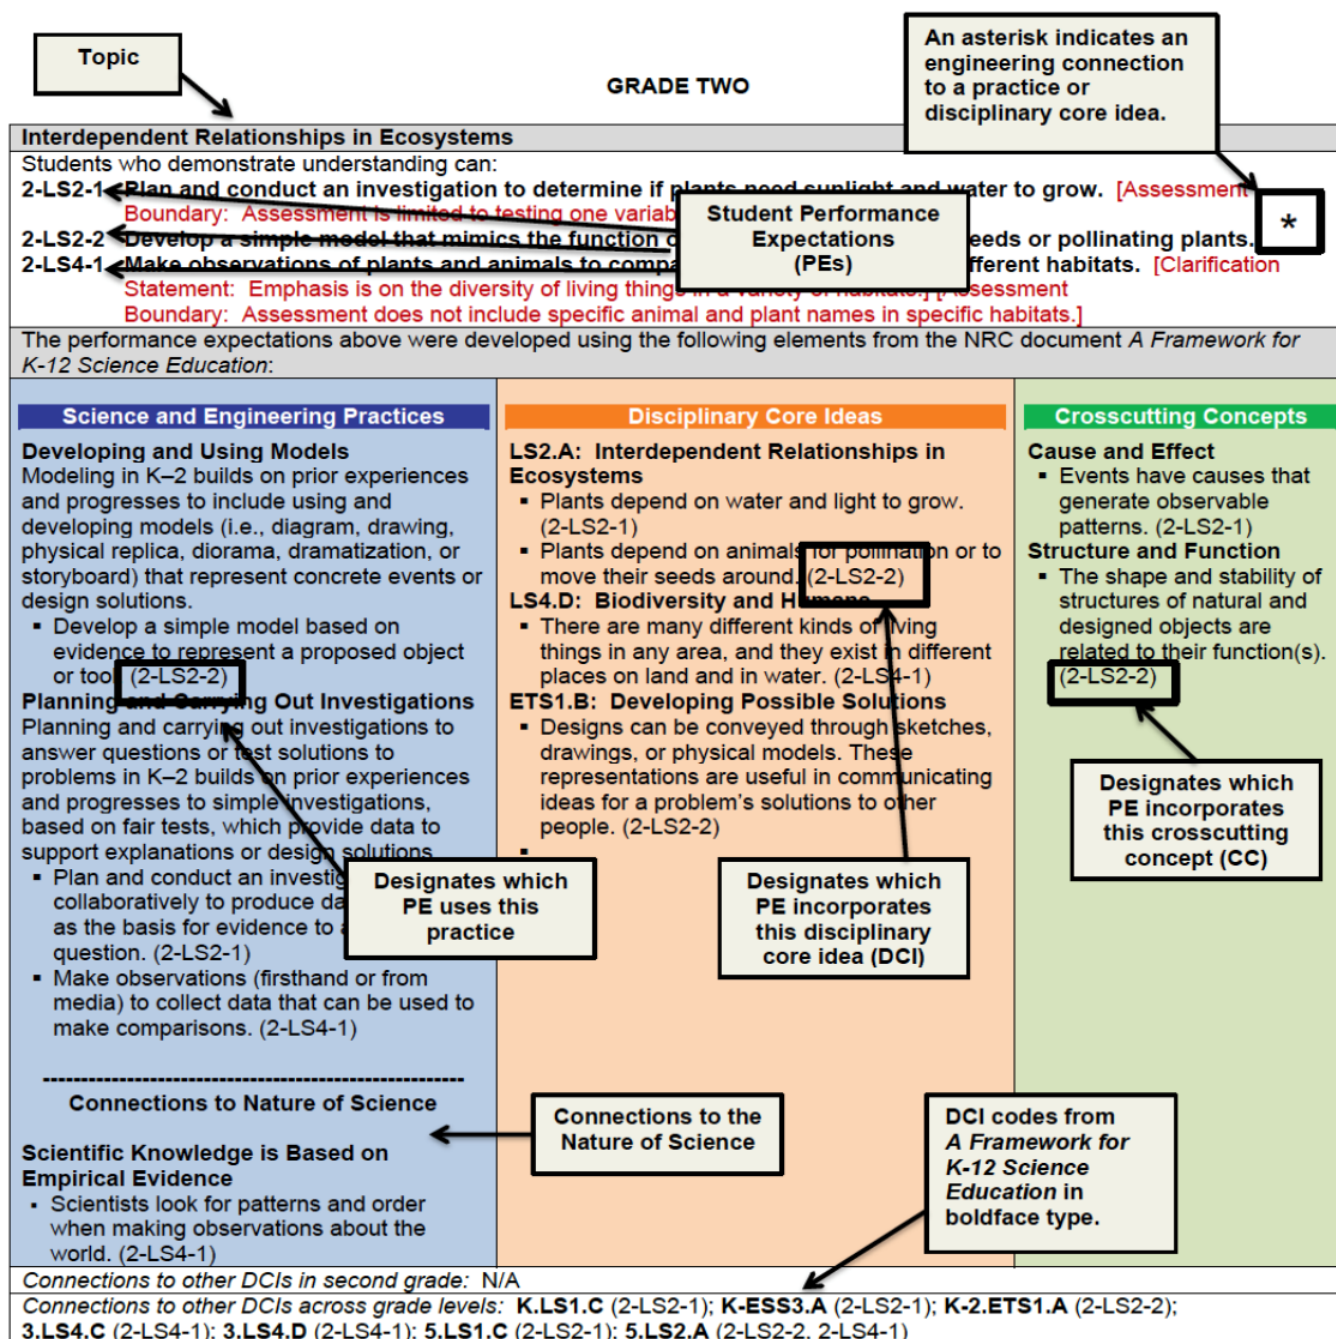 Topic
An asterisk indicates an
engineering connection
to a practice or
disciplinary core idea.
GRADE TWO
Interdependent Relationships in Ecosystems
Students who demonstrate understanding can:
2-LS2-1 Plan and conduct an investigation to determine if plants need sunlight and water to grow. [Assessment
Boundary: Assessment is limited to testing one
2-LS2-2 Develop a simple model that mimics the function eeds or pollinating plants.
*
2-LS4-1 Make observations of plants and animals to fferent habitats. [Clarification
Statement: Emphasis is on the diversity of living things in a variety of habitats.] [Assessment
Boundary: Assessment does not include specific animal and plant names in specific habitats.]
Student Performance
Expectations
(PEs)
The performance expectations above were developed using the following elements from the NRC document A Framework for
K-12 Science Education:
Science and Engineering Practices
Developing and Using Models
Modeling in K–2 builds on prior experiences
and progresses to include using and
developing models (i.e., diagram, drawing,
physical replica, diorama, dramatization, or
storyboard) that represent concrete events or
design solutions.
▪ Develop a simple model based on
evidence to represent a proposed object
or tool (2-LS2-2)
Planning and Carrying Out Investigations
Planning and carrying out investigations to
answer questions or test solutions to
problems in K–2 builds on prior experiences
and progresses to simple investigations,
based on fair tests, which provide data to
support explanations or design solutions
▪ Plan and conduct an
collaboratively to produce
as the basis for evidence to
question. (2-LS2-1)
▪ Make observations (firsthand or from
media) to collect data that can be used to
make comparisons. (2-LS4-1)
Designates which
PE uses this
practice
Connections to Nature of Science
Scientific Knowledge is Based on
Empirical Evidence
▪ Scientists look for patterns and order
when making observations about the
world. (2-LS4-1)
Disciplinary Core Ideas
LS2.A: Interdependent Relationships in
Ecosystems
▪ Plants depend on water and light to grow.
(2-LS2-1)
▪ Plants depend on animals for pollination or to
move their seeds around. (2-LS2-2)
LS4.D: Biodiversity and Humans
▪ There are many different kinds of living
things in any area, and they exist in different
places on land and in water. (2-LS4-1)
ETS1.B: Developing Possible Solutions
▪ Designs can be conveyed through sketches,
drawings, or physical models. These
representations are useful in communicating
ideas for a problem's solutions to other
people. (2-LS2-2)
Designates which
PE incorporates
this disciplinary
core idea (DCI)
Connections to the
Nature of Science
Crosscutting Concepts
Cause and Effect
▪ Events have causes that
generate observable
patterns. (2-LS2-1)
Structure and Function
▪ The shape and stability of
structures of natural and
designed objects are
related to their function(s).
(2-LS2-2)
Designates which
PE incorporates
this crosscutting
concept (CC)
DCI codes from
A Framework for
K-12 Science
Education in
boldface type.
Connections to other DCIs in second grade: N/A
Connections to other DCIs across grade levels: K.LS1.C (2-LS2-1); K-ESS3.A (2-LS2-1); K-2.ETS1.A (2-LS2-2);
3.LS4.C (2-LS4-1); 3.LS4.D (2-LS4-1); 5.LS1.C (2-LS2-1); 5.LS2.A (2-LS2-2, 2-LS4-1)